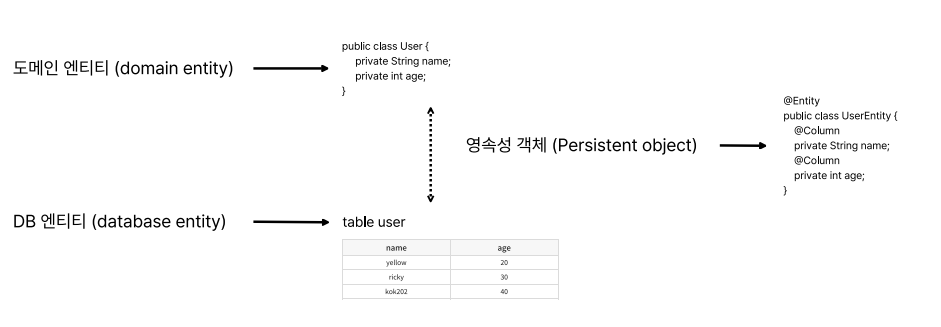 도메인 엔티티 (domain entity)
public class User {
private String name;
private int age;
}
영속성 객체 (Persistent object)
@Entity
public class UserEntity {
@Column
private String name;
@Column
private int age;
}
DB 엔티티 (database entity)
table user
name age
yellow 20
ricky 30
kok202 40